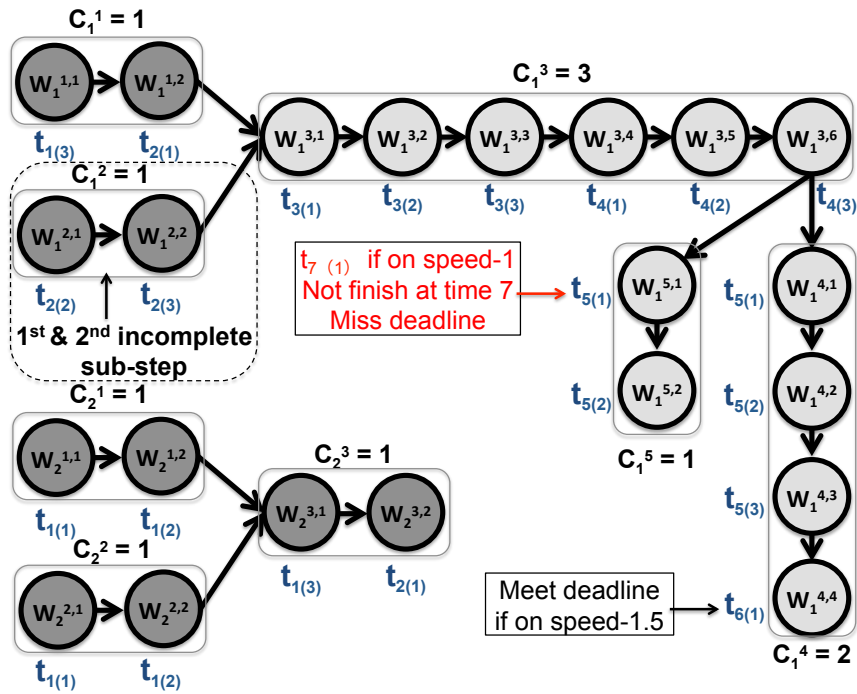 C₁¹ = 1
W₁¹,¹
W₁¹,²
t₁₍₃₎
t₂₍₁₎
C₁² = 1
W₁²,¹
W₁²,²
t₂₍₂₎
t₂₍₃₎
1ˢᵗ & 2ⁿᵈ incomplete
sub-step
C₁³ = 3
W₁³,¹
W₁³,²
W₁³,³
W₁³,⁴
W₁³,⁵
W₁³,⁶
t₃₍₁₎
t₃₍₂₎
t₃₍₃₎
t₄₍₁₎
t₄₍₂₎
t₄₍₃₎
t₇ ₍₁₎ if on speed-1
Not finish at time 7
Miss deadline
t₅₍₁₎
W₁⁵,¹
t₅₍₂₎
W₁⁵,²
C₁⁵ = 1
t₅₍₁₎
W₁⁴,¹
t₅₍₂₎
W₁⁴,²
t₅₍₃₎
W₁⁴,³
t₆₍₁₎
W₁⁴,⁴
C₁⁴ = 2
Meet deadline
if on speed-1.5
C₂¹ = 1
W₂¹,¹
W₂¹,²
t₁₍₁₎
t₁₍₂₎
C₂² = 1
W₂²,¹
W₂²,²
t₁₍₁₎
t₁₍₂₎
C₂³ = 1
W₂³,¹
W₂³,²
t₁₍₃₎
t₂₍₁₎